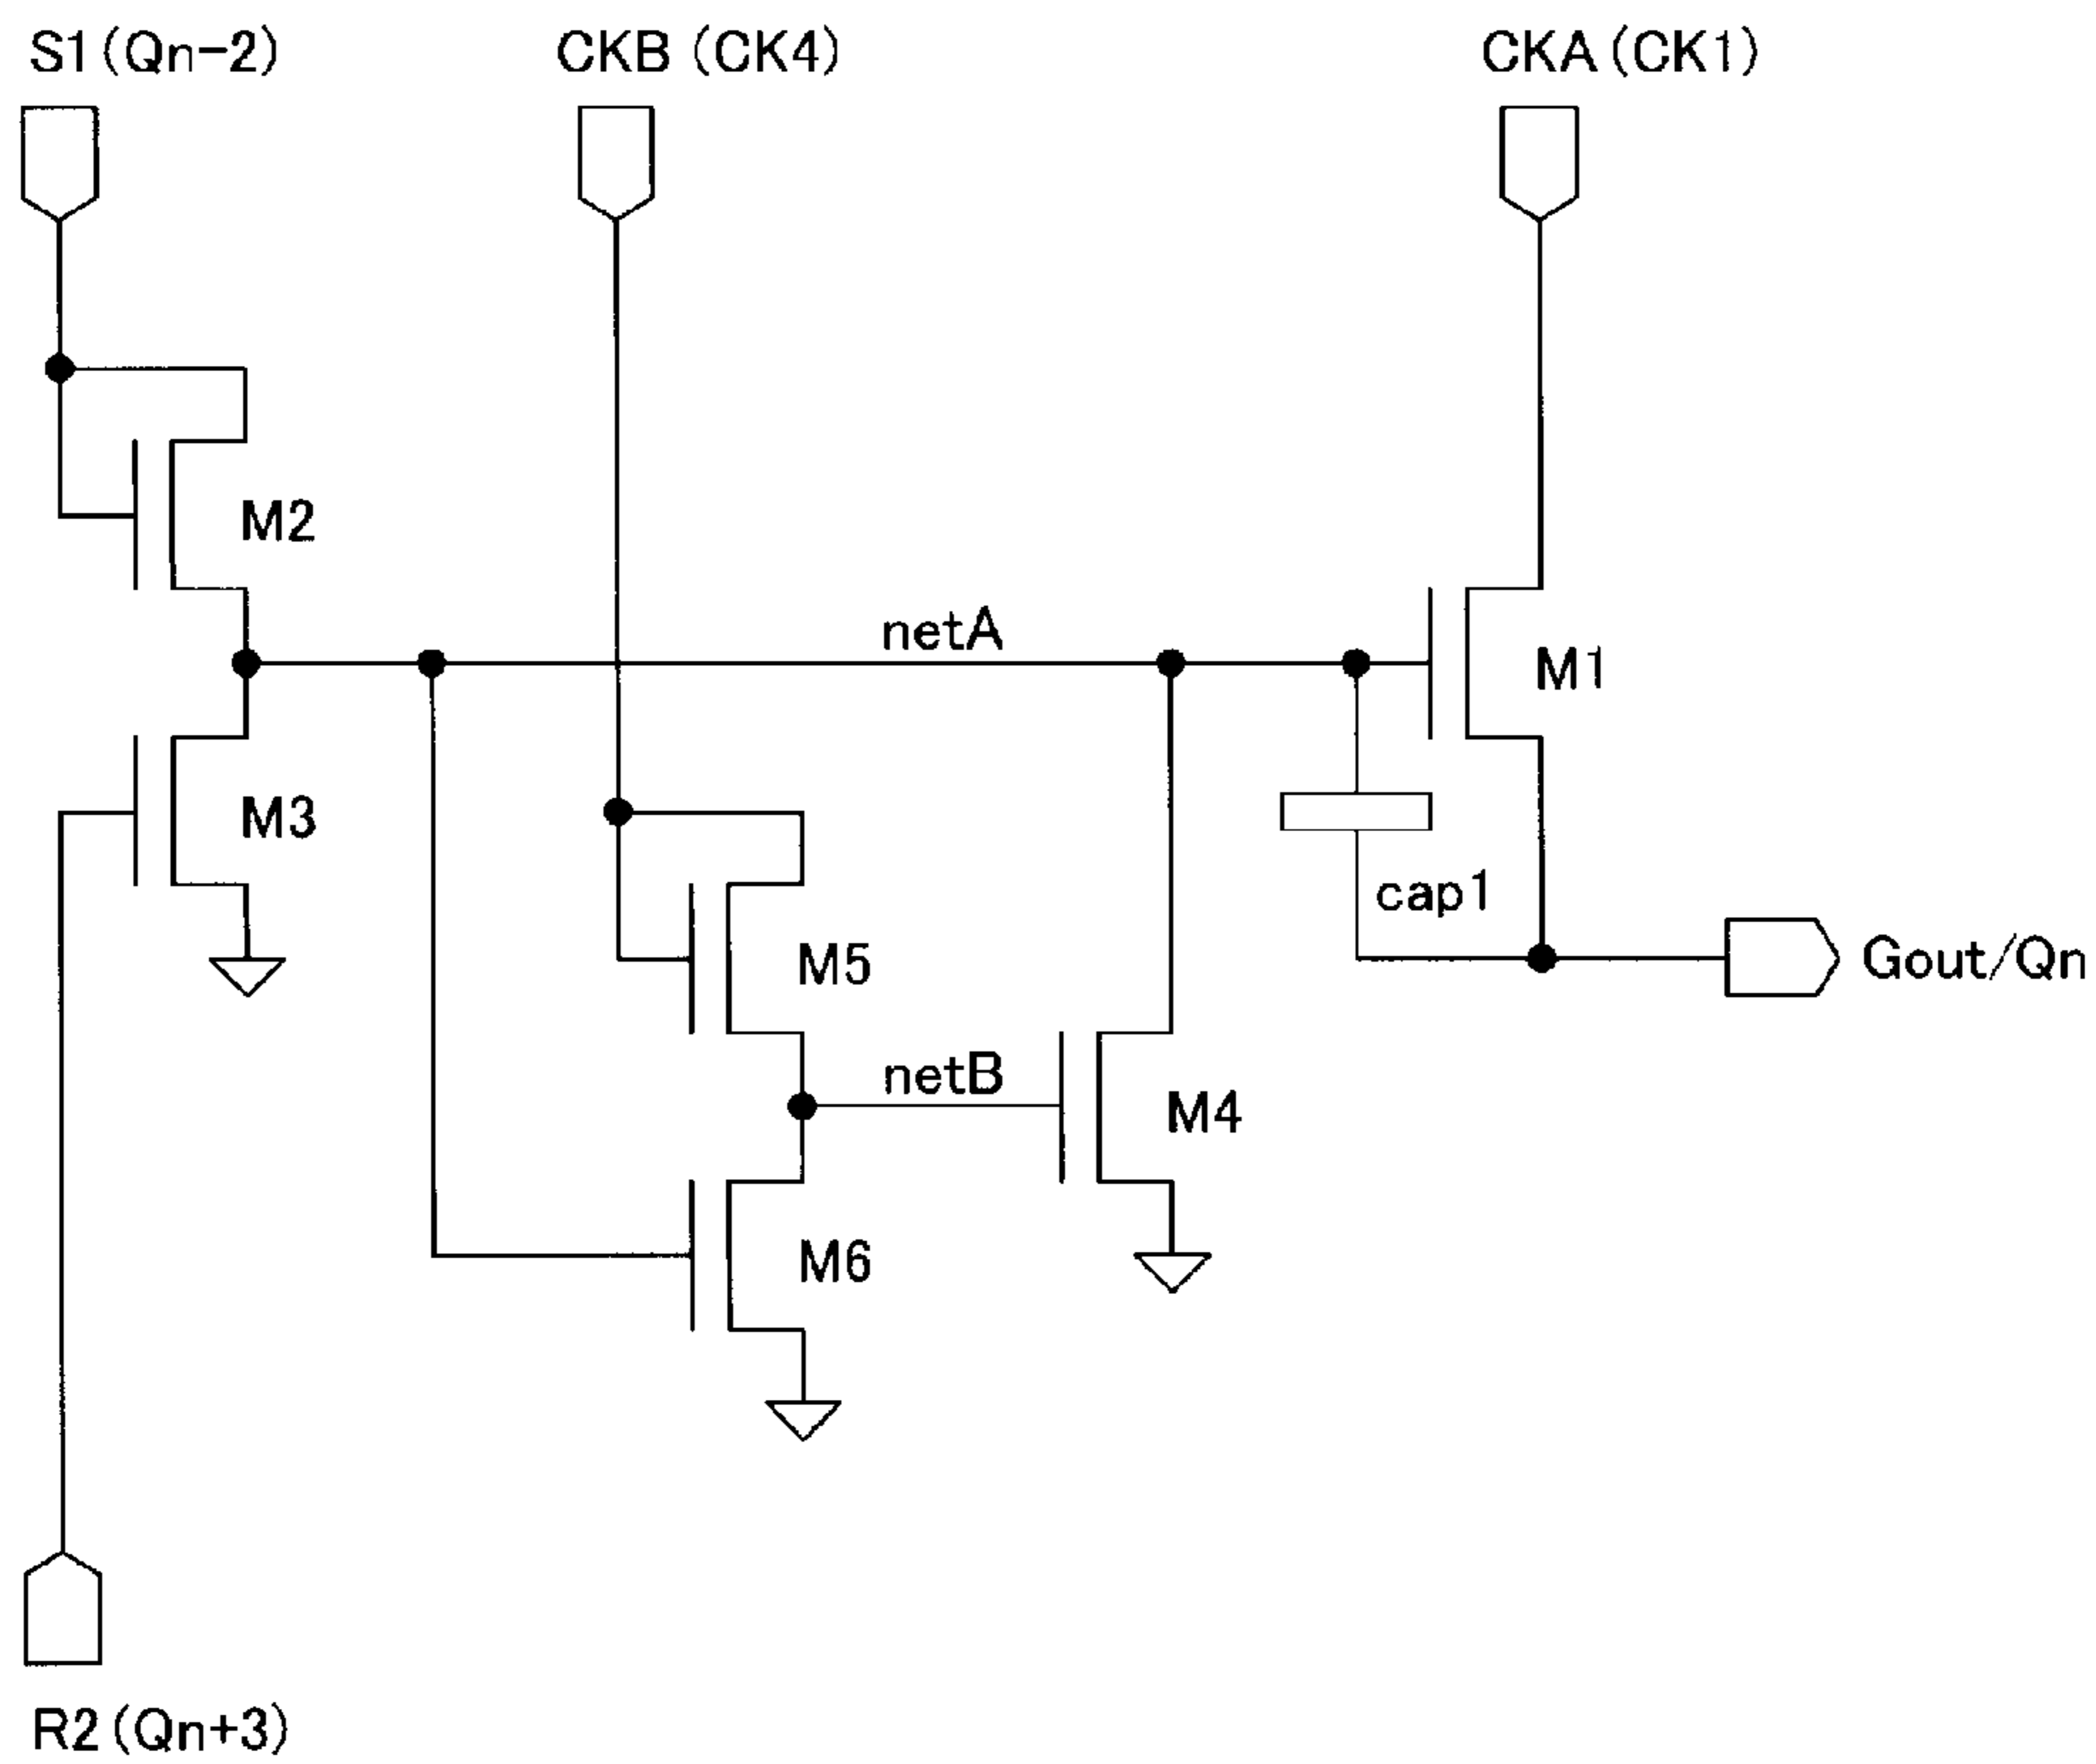 S1(Qn-2)
CKB (CK4)
CKA (CK1)
M2
netA
M1
M3
cap1
M5
Gout/Qn
netB
M4
M6
R2(Qn+3)